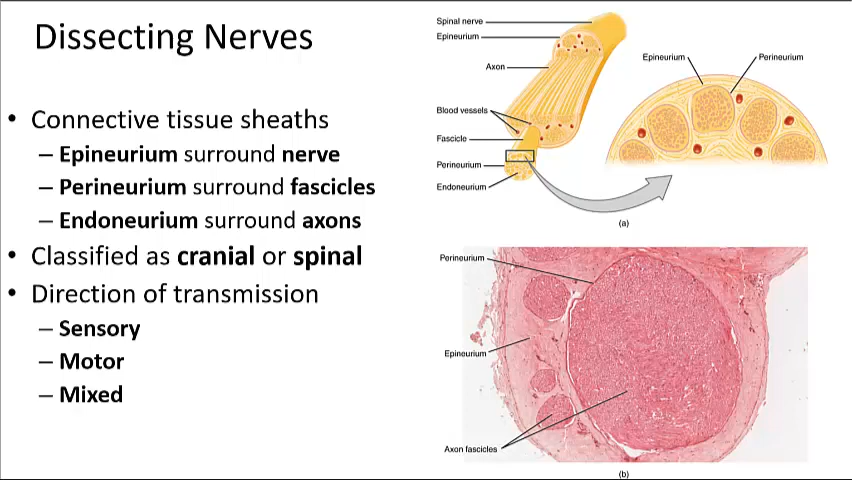 Dissecting Nerves
• Connective tissue sheaths
– Epineurium surround nerve
– Perineurium surround fascicles
– Endoneurium surround axons
• Classified as cranial or spinal
• Direction of transmission
– Sensory
– Motor
– Mixed
Spinal nerve
Epineurium
Axon
Blood vessels
Fascicle
Perineurium
Endoneurium
Epineurium
Perineurium
(a)
Perineurium
Epineurium
Axon fascicles
(b)